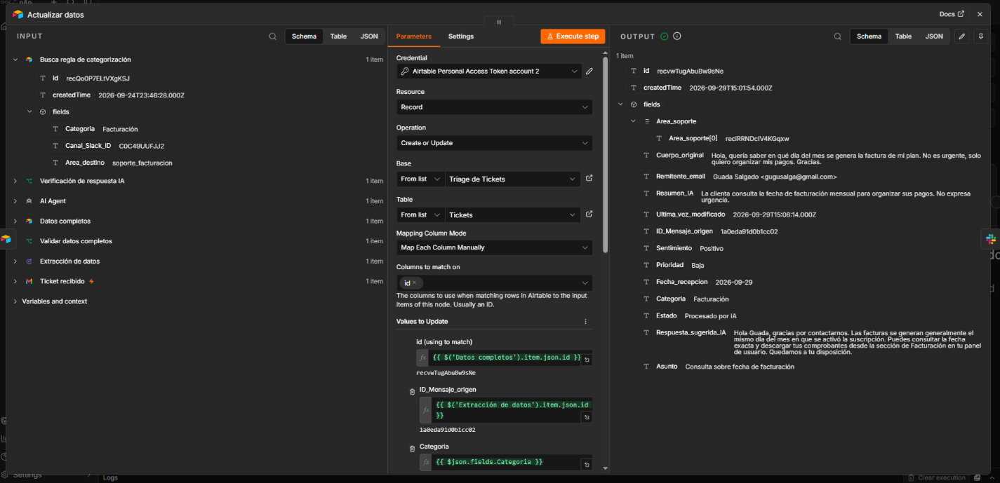 n8n
Actualizar datos
Docs
INPUT
Schema
Table
JSON
Busca regla de categorización
1 item
id
recQo0P7ELtVXgKSJ
createdTime
2026-09-24T23:46:28.000Z
fields
Categoria
Facturación
Canal_Slack_ID
C0C49UUFJJ2
Area_destino
soporte_facturacion
Verificación de respuesta IA
1 item
AI Agent
1 item
Datos completos
1 item
Validar datos completos
1 item
Extracción de datos
1 item
Ticket recibido
1 item
Variables and context
Parameters
Settings
Execute step
Credential
Airtable Personal Access Token account 2
Resource
Record
Operation
Create or Update
Base
From list
Triage de Tickets
Table
From list
Tickets
Mapping Column Mode
Map Each Column Manually
Columns to match on
id
The columns to use when matching rows in Airtable to the input
items of this node. Usually an ID.
Values to Update
id (using to match)
fx
{{ $('Datos completos').item.json.id }}
recvwTugAbuBw9sNe
ID_Mensaje_origen
fx
{{ $('Extracción de datos').item.json.id
}}
1a0eda91d0b1cc02
Categoria
fx
{{ $json.fields.Categoria }}
OUTPUT
Schema
Table
JSON
1 item
id
recvwTugAbuBw9sNe
createdTime
2026-09-29T15:01:54.000Z
fields
Area_soporte
Area_soporte[0]
reciRRNDcIV4KGqxw
Cuerpo_original
Hola, quería saber en qué día del mes se genera la factura de mi plan. No es urgente, solo
quiero organizar mis pagos. Gracias.
Remitente_email
Guada Salgado <gugusalga@gmail.com>
Resumen_IA
La clienta consulta la fecha de facturación mensual para organizar sus pagos. No expresa
urgencia.
Ultima_vez_modificado
2026-09-29T15:08:14.000Z
ID_Mensaje_origen
1a0eda91d0b1cc02
Sentimiento
Positivo
Prioridad
Baja
Fecha_recepcion
2026-09-29
Categoria
Facturación
Estado
Procesado por IA
Respuesta_sugerida_IA
Hola Guada, gracias por contactarnos. Las facturas se generan generalmente el
mismo día del mes en que se activó la suscripción. Puedes consultar la fecha
exacta y descargar tus comprobantes desde la sección de Facturación en tu panel
de usuario. Quedamos a tu disposición.
Asunto
Consulta sobre fecha de facturación
Settings
Logs
Clear execution